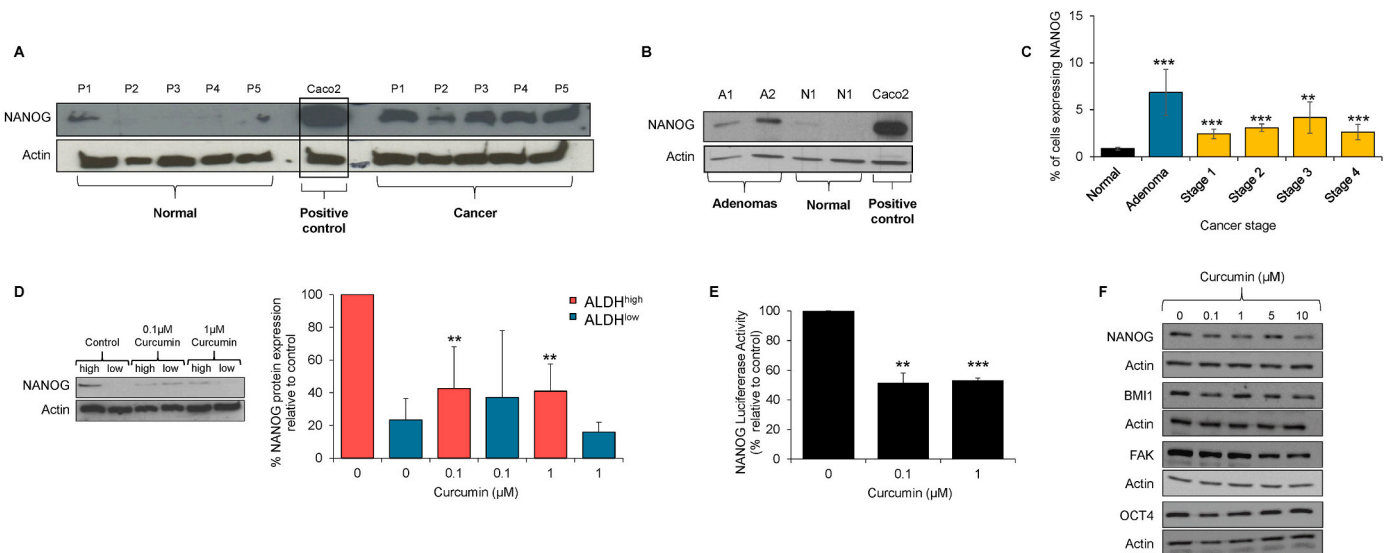 A
P1 P2 P3 P4 P5 Caco2 P1 P2 P3 P4 P5
NANOG
Actin
Normal Positive control Cancer
B
A1 A2 N1 N1 Caco2
NANOG
Actin
Adenomas Normal Positive control
C
% of cells expressing NANOG
15
10
5
0
*** *** *** ** ***
Normal Adenoma Stage 1 Stage 2 Stage 3 Stage 4
Cancer stage
D
Control 0.1µM Curcumin 1µM Curcumin
high low high low high low
NANOG
Actin
% NANOG protein expression
relative to control
100
80
60
40
20
0
** **
ALDHhigh
ALDHlow
0 0 0.1 0.1 1 1
Curcumin (µM)
E
NANOG Lucifererase Activity
(% relative to control)
100
80
60
40
20
0
** ***
0 0.1 1
Curcumin (µM)
F
Curcumin (µM)
0 0.1 1 5 10
NANOG
Actin
BMI1
Actin
FAK
Actin
OCT4
Actin